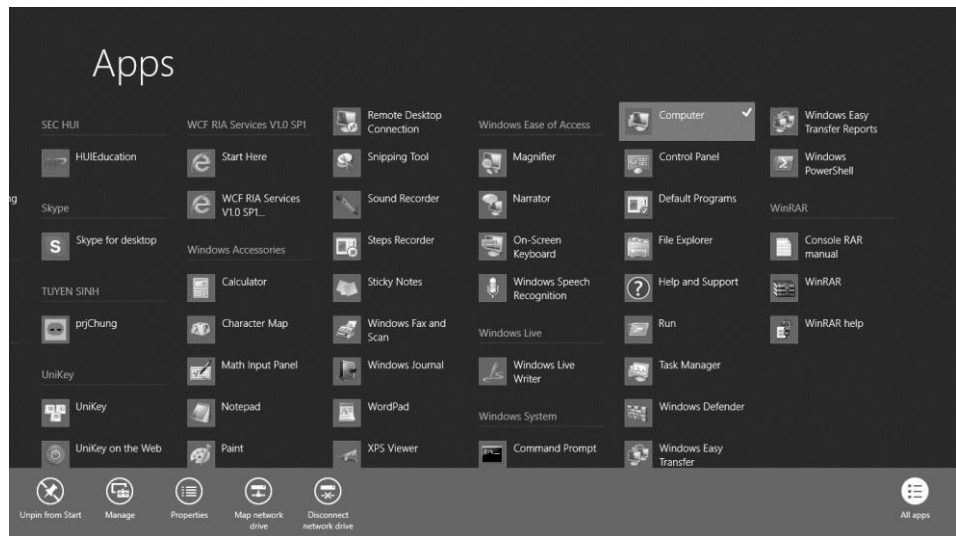 Apps
SEC HUI
HUIEducation
ng
Skype
Skype for desktop
TUYEN SINH
prjChung
UniKey
UniKey
UniKey on the Web
WCF RIA Services V1.0 SP1
Start Here
WCF RIA Services
V1.0 SP1...
Windows Accessories
Calculator
Character Map
Math Input Panel
Notepad
Paint
Remote Desktop
Connection
Snipping Tool
Sound Recorder
Steps Recorder
Sticky Notes
Windows Fax and
Scan
Windows Journal
WordPad
XPS Viewer
Windows Ease of Access
Magnifier
Narrator
On-Screen
Keyboard
Windows Speech
Recognition
Windows Live
Windows Live
Writer
Windows System
Command Prompt
Computer
Control Panel
Default Programs
File Explorer
Help and Support
Run
Task Manager
Windows Defender
Windows Easy
Transfer
Windows Easy
Transfer Reports
Windows
PowerShell
WinRAR
Console RAR
manual
WinRAR
WinRAR help
Unpin from Start
Manage
Properties
Map network
drive
Disconnect
network drive
All apps